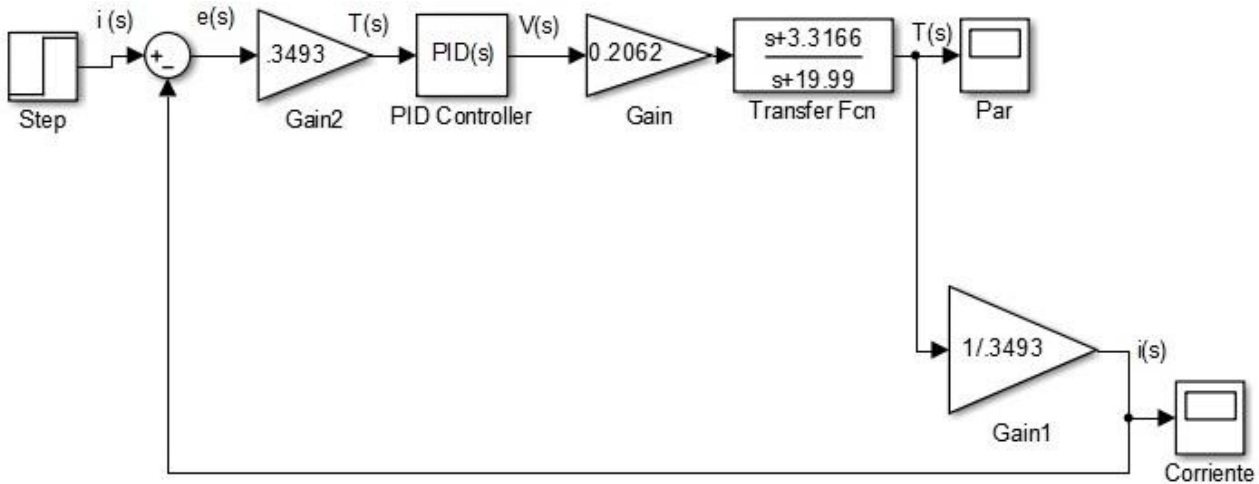 i (s)
e(s)
T(s)
V(s)
T(s)
+
−
.3493
PID(s)
0.2062
s+3.3166
s+19.99
Step
Gain2
PID Controller
Gain
Transfer Fcn
Par
1/.3493
i(s)
Gain1
Corriente